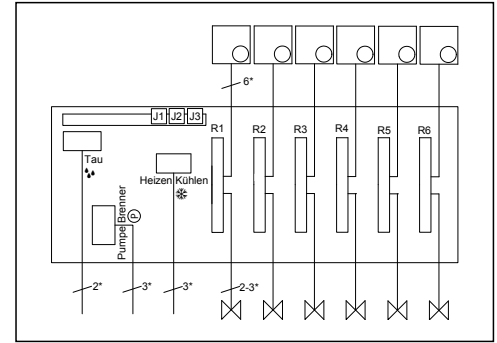 6*
J1 J2 J3
R1 R2 R3 R4 R5 R6
Tau
Heizen Kühlen
Pumpe Brenner
P
2* 3* 3* 2-3*